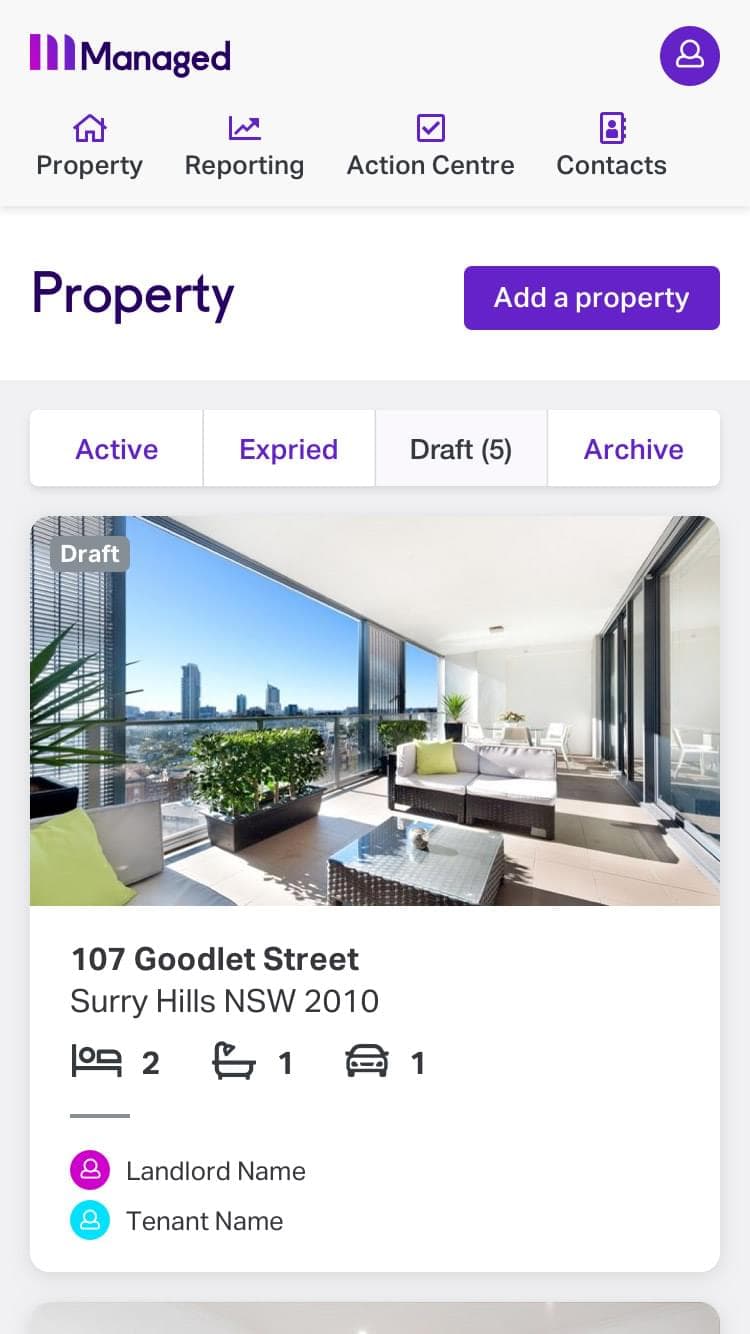 Managed
Property Reporting Action Centre Contacts
Property
Add a property
Active Expried Draft (5) Archive
Draft
107 Goodlet Street
Surry Hills NSW 2010
2 1 1
Landlord Name
Tenant Name